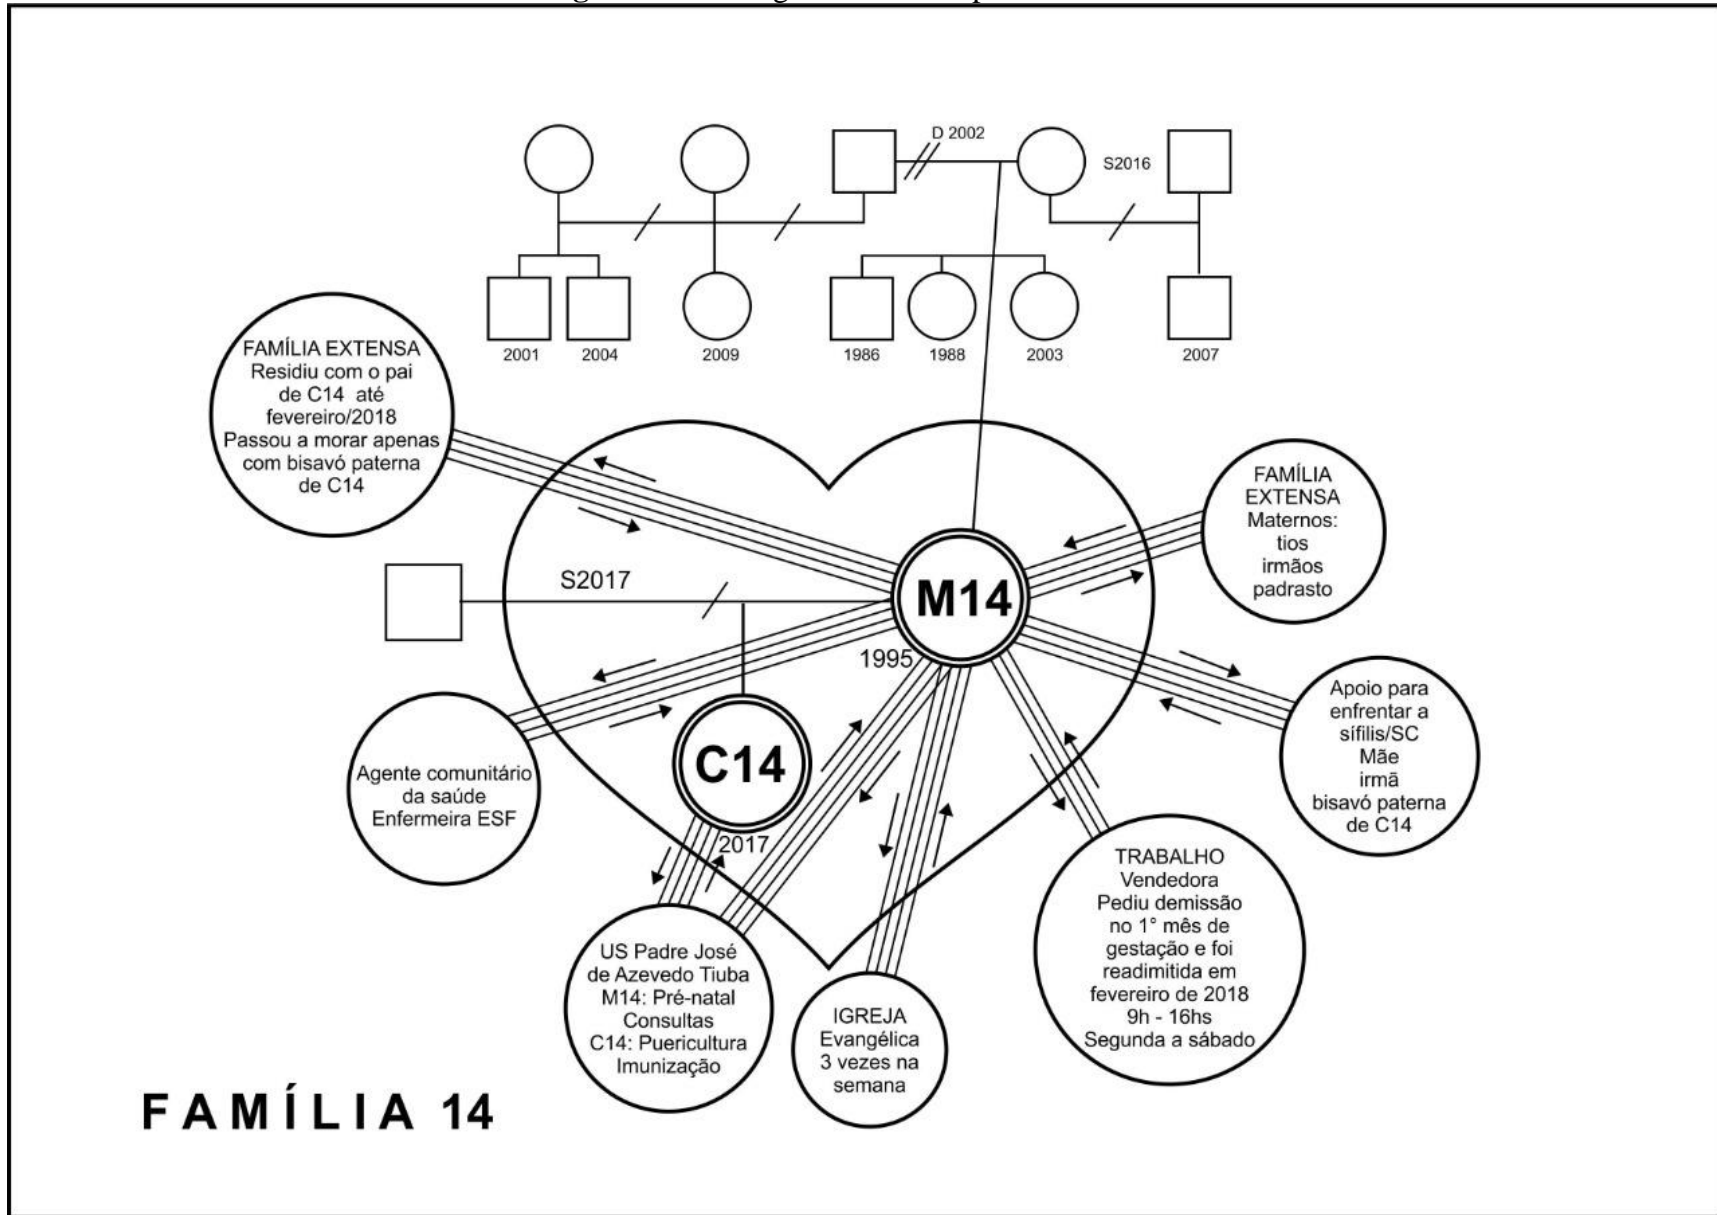 D 2002
S2016
2001
2004
2009
1986
1988
2003
2007
FAMÍLIA EXTENSA
Residiu com o pai
de C14 até
fevereiro/2018
Passou a morar apenas
com bisavó paterna
de C14
FAMÍLIA
EXTENSA
Maternos:
tios
irmãos
padrasto
S2017
M14
1995
C14
2017
Agente comunitário
da saúde
Enfermeira ESF
Apoio para
enfrentar a
sífilis/SC
Mãe
irmã
bisavó paterna
de C14
TRABALHO
Vendedora
Pediu demissão
no 1° mês de
gestação e foi
readimitida em
fevereiro de 2018
9h - 16hs
Segunda a sábado
US Padre José
de Azevedo Tiuba
M14: Pré-natal
Consultas
C14: Puericultura
Imunização
IGREJA
Evangélica
3 vezes na
semana
FAMÍLIA 14